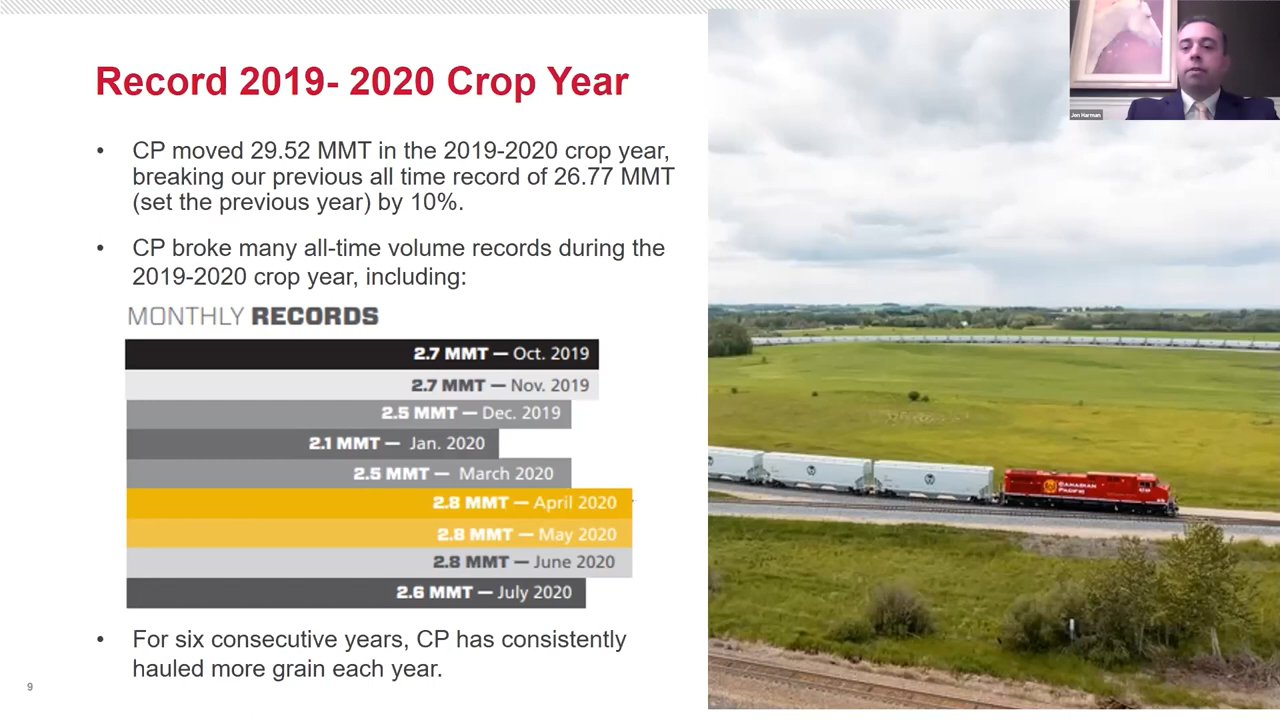 Record 2019- 2020 Crop Year
• CP moved 29.52 MMT in the 2019-2020 crop year,
breaking our previous all time record of 26.77 MMT
(set the previous year) by 10%.
• CP broke many all-time volume records during the
2019-2020 crop year, including:
MONTHLY RECORDS
2.7 MMT — Oct. 2019
2.7 MMT — Nov. 2019
2.5 MMT — Dec. 2019
2.1 MMT — Jan. 2020
2.5 MMT — March 2020
2.8 MMT — April 2020
2.8 MMT — May 2020
2.8 MMT — June 2020
2.6 MMT — July 2020
• For six consecutive years, CP has consistently
hauled more grain each year.
9
Jon Harman
CANADIAN
PACIFIC